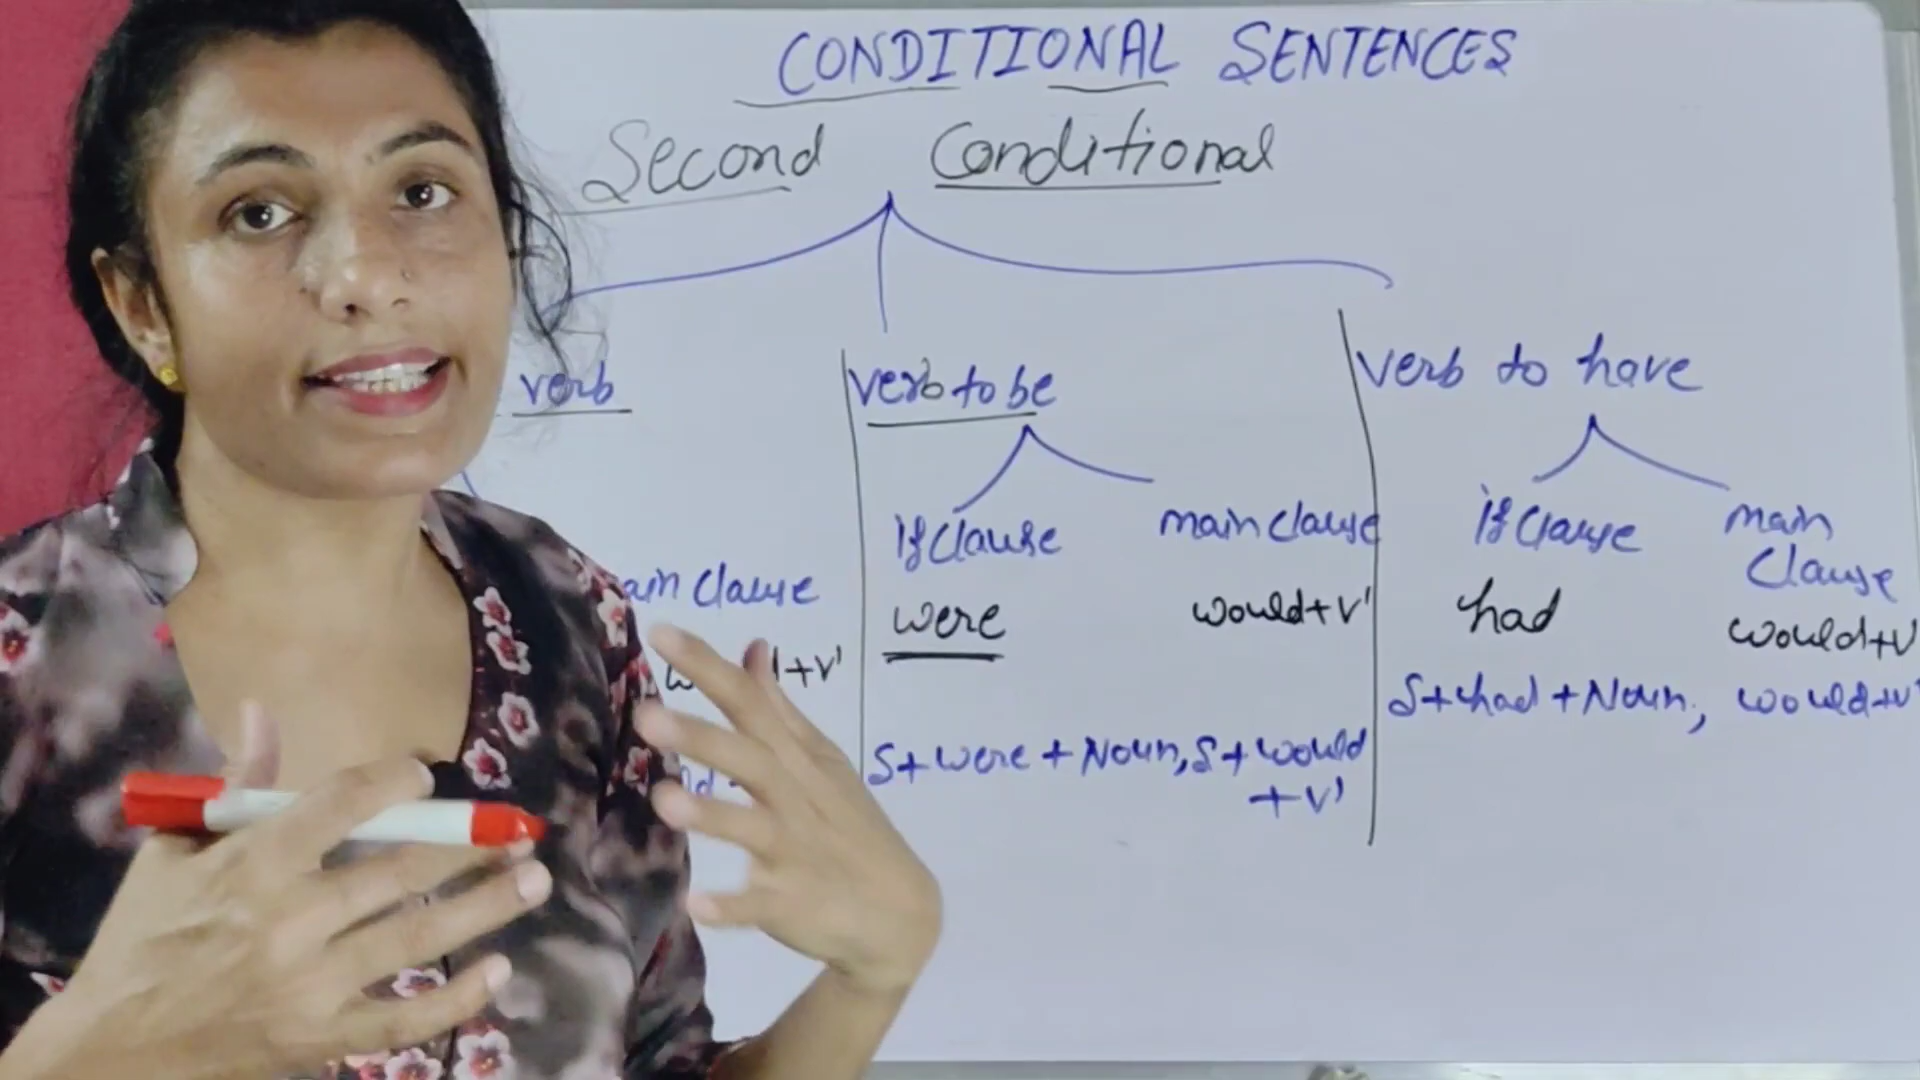 CONDITIONAL SENTENCES
Second Conditional
verb
verb to be
verb to have
main clause
If Clause
main clause
If Clause
main
Clause
would+V'
were
would+V'
had
would+V'
S+were+Noun, S+would
+V'
S+had+Noun, would+V'